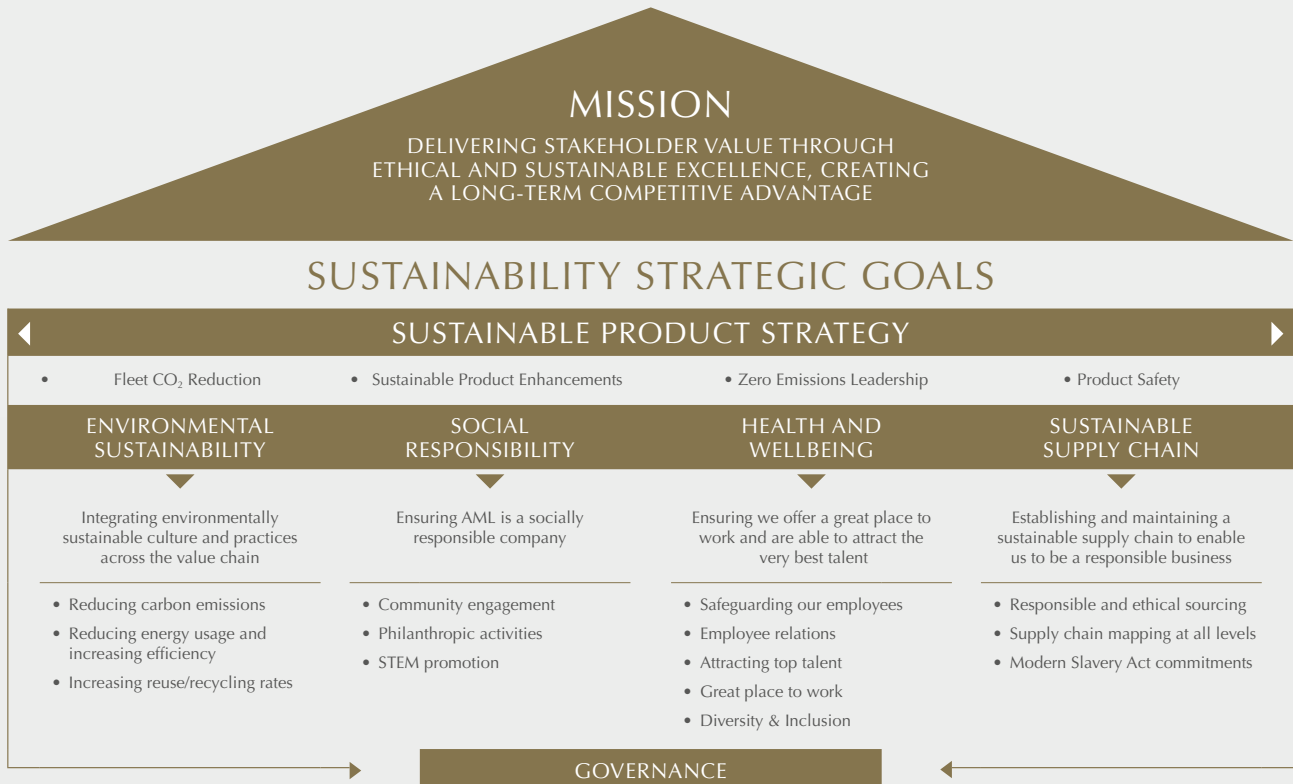 MISSION
DELIVERING STAKEHOLDER VALUE THROUGH
ETHICAL AND SUSTAINABLE EXCELLENCE, CREATING
A LONG-TERM COMPETITIVE ADVANTAGE
SUSTAINABILITY STRATEGIC GOALS
SUSTAINABLE PRODUCT STRATEGY
• Fleet CO₂ Reduction
• Sustainable Product Enhancements
• Zero Emissions Leadership
• Product Safety
ENVIRONMENTAL
SUSTAINABILITY
Integrating environmentally
sustainable culture and practices
across the value chain
• Reducing carbon emissions
• Reducing energy usage and
increasing efficiency
• Increasing reuse/recycling rates
SOCIAL
RESPONSIBILITY
Ensuring AML is a socially
responsible company
• Community engagement
• Philanthropic activities
• STEM promotion
HEALTH AND
WELLBEING
Ensuring we offer a great place to
work and are able to attract the
very best talent
• Safeguarding our employees
• Employee relations
• Attracting top talent
• Great place to work
• Diversity & Inclusion
SUSTAINABLE
SUPPLY CHAIN
Establishing and maintaining a
sustainable supply chain to enable
us to be a responsible business
• Responsible and ethical sourcing
• Supply chain mapping at all levels
• Modern Slavery Act commitments
GOVERNANCE